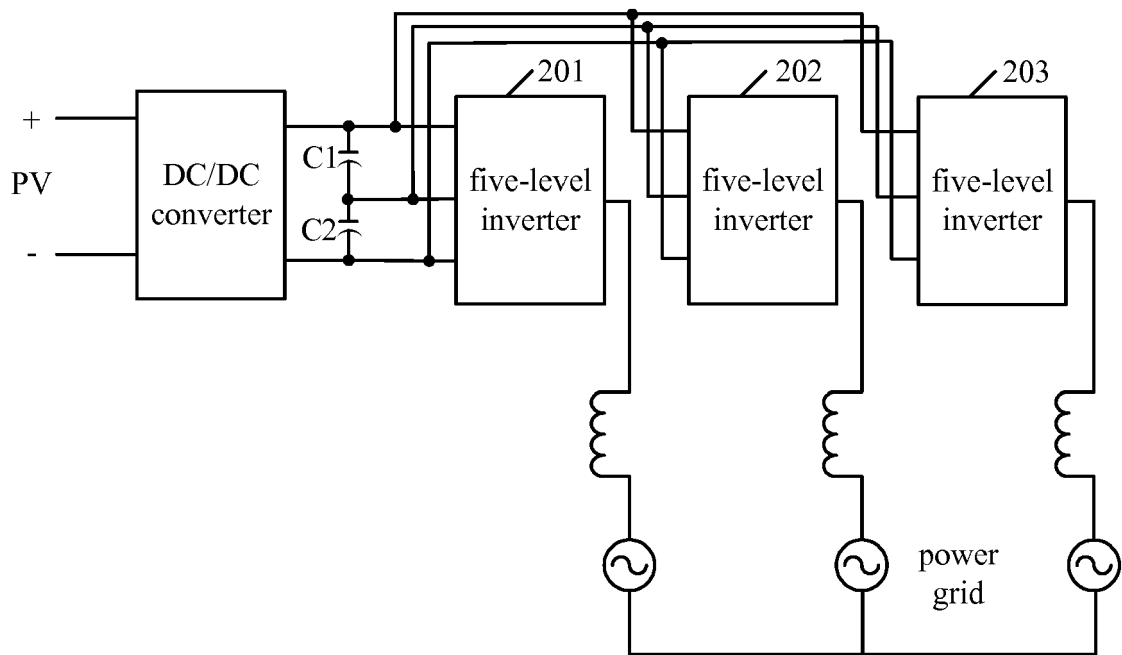 201
202
203
+
PV
-
DC/DC
converter
C1
C2
five-level
inverter
five-level
inverter
five-level
inverter
power
grid